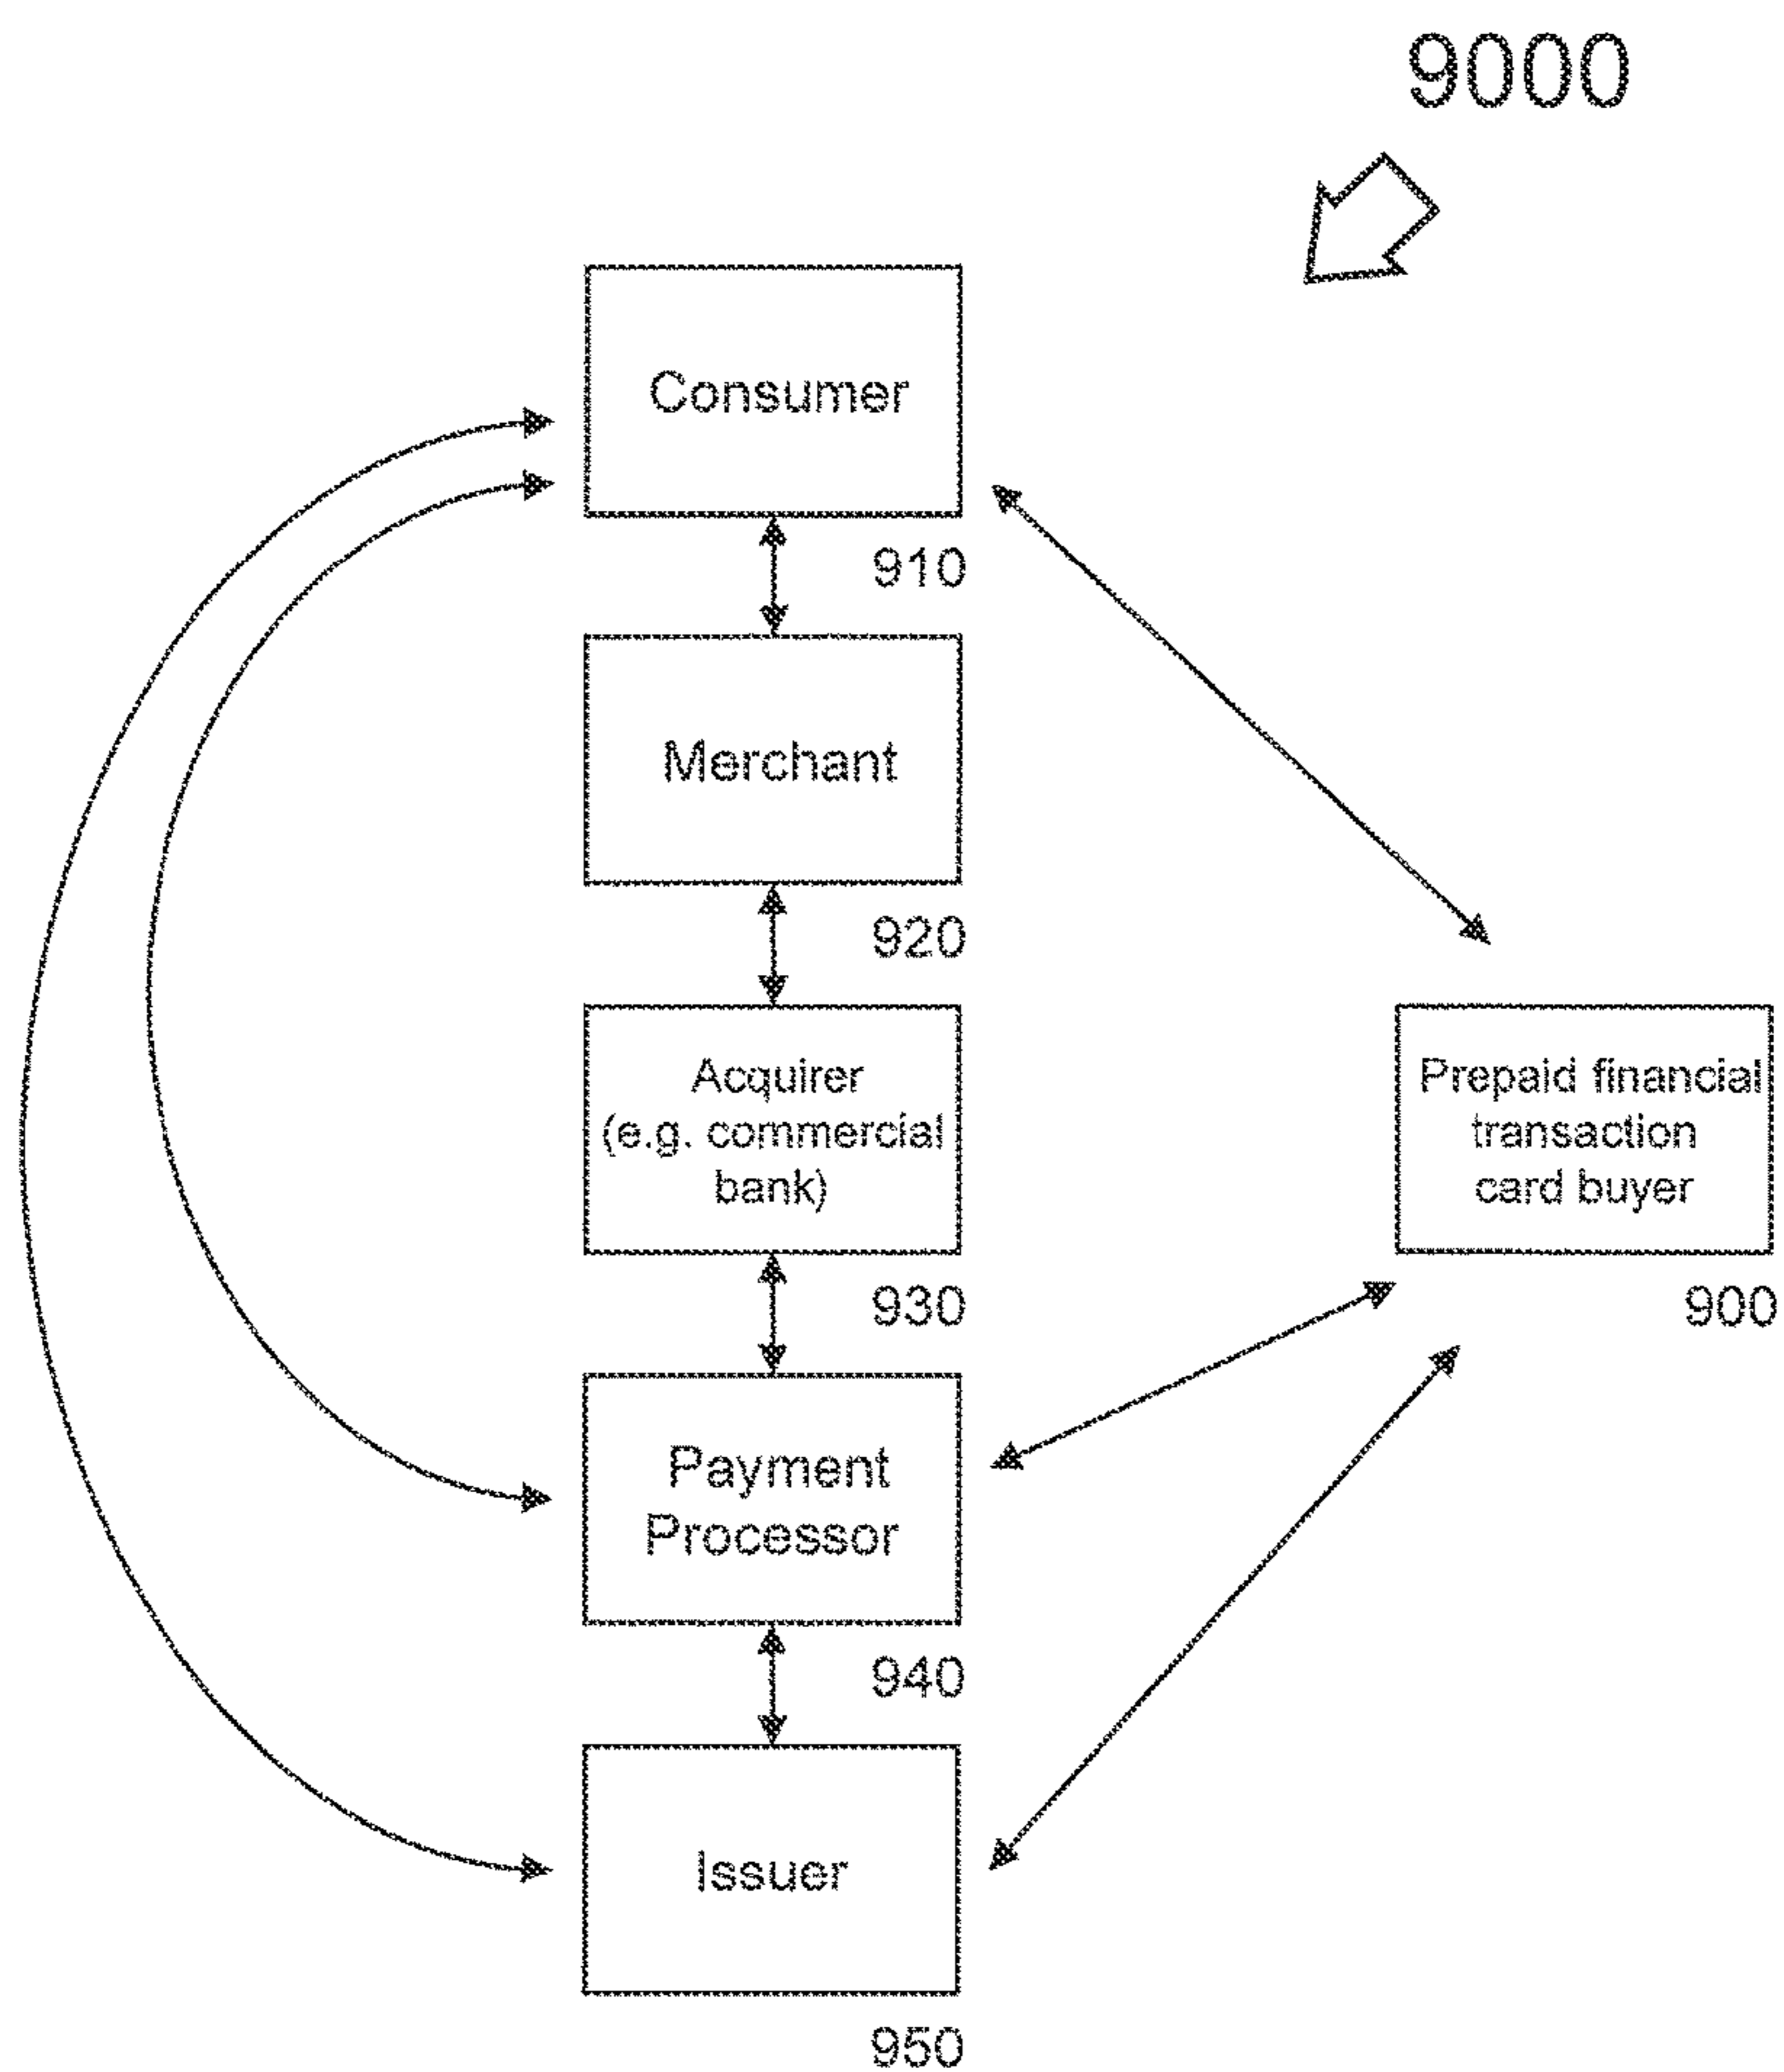 9000
Consumer
910
Merchant
920
Acquirer
(e.g. commercial
bank)
930
Prepaid financial
transaction
card buyer
900
Payment
Processor
940
Issuer
950